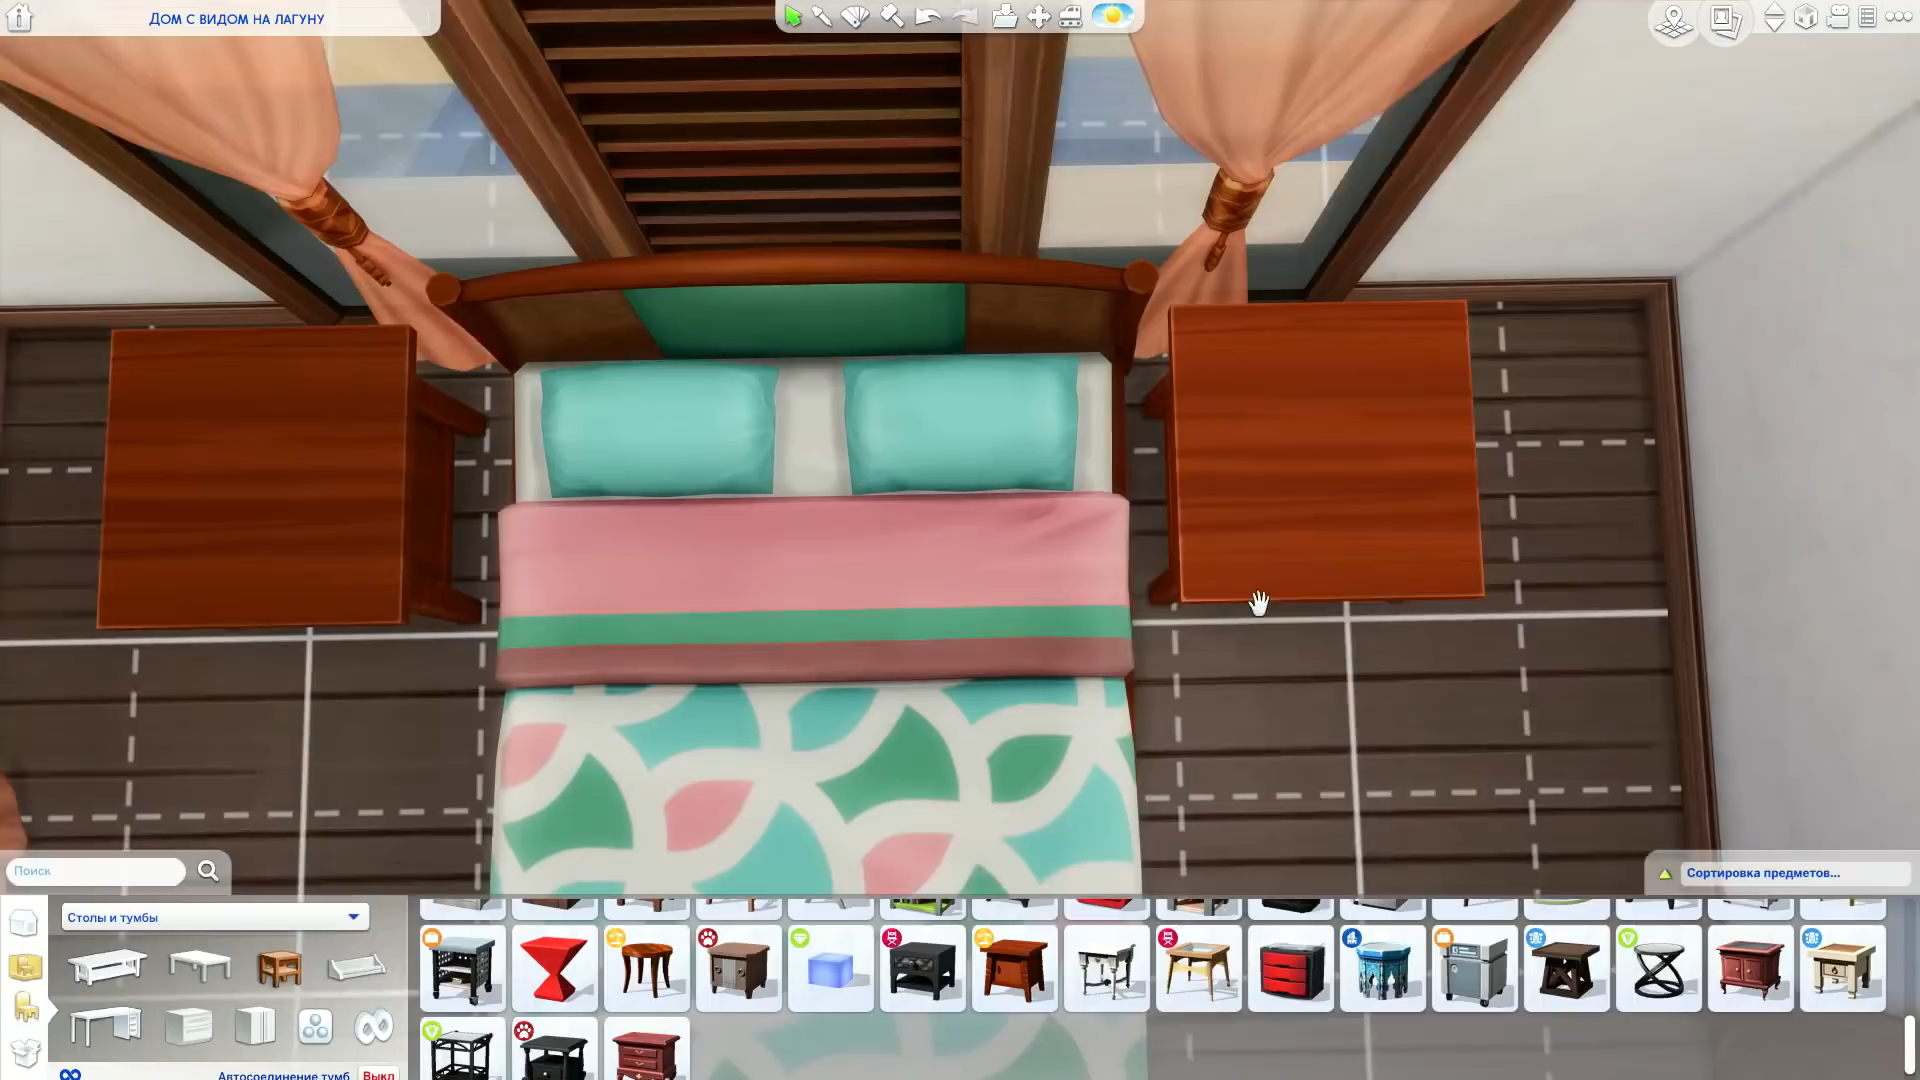 Дом с видом на лагуну
Поиск
Сортировка предметов...
Столы и тумбы
Автосоединение тумб Выкл